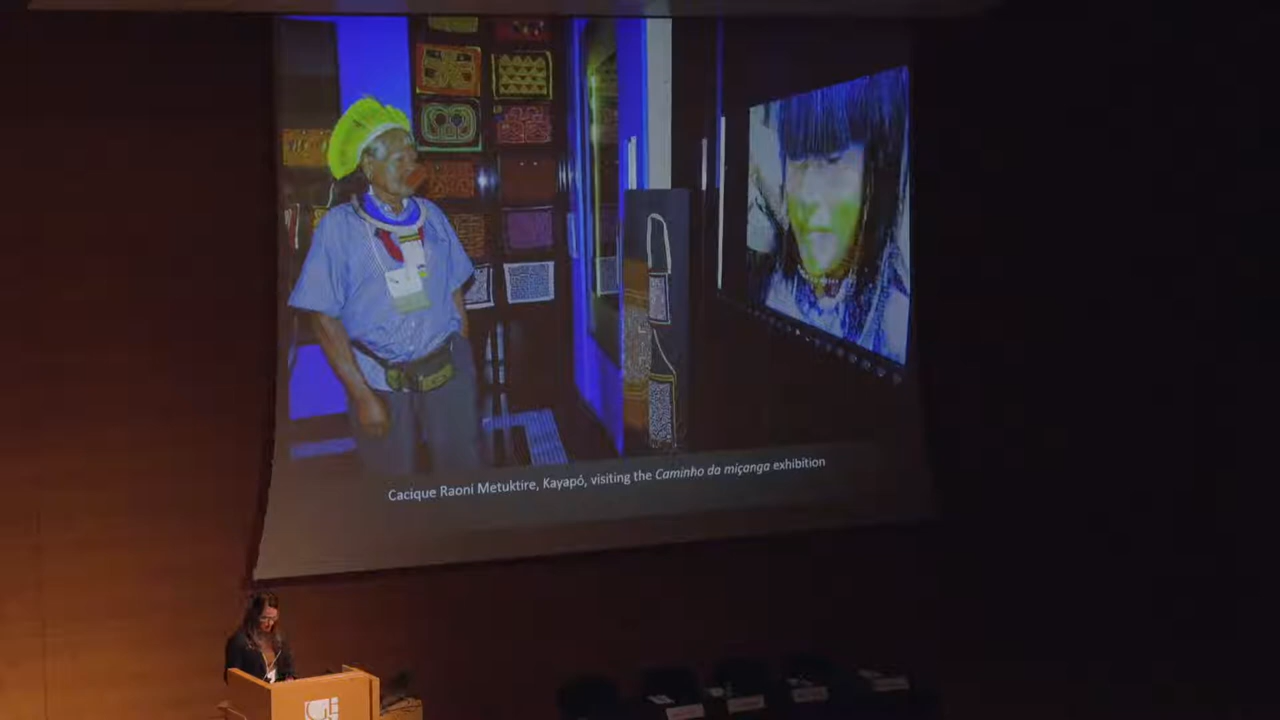 Cacique Raoni Metuktire, Kayapó, visiting the Caminho da miçanga exhibition